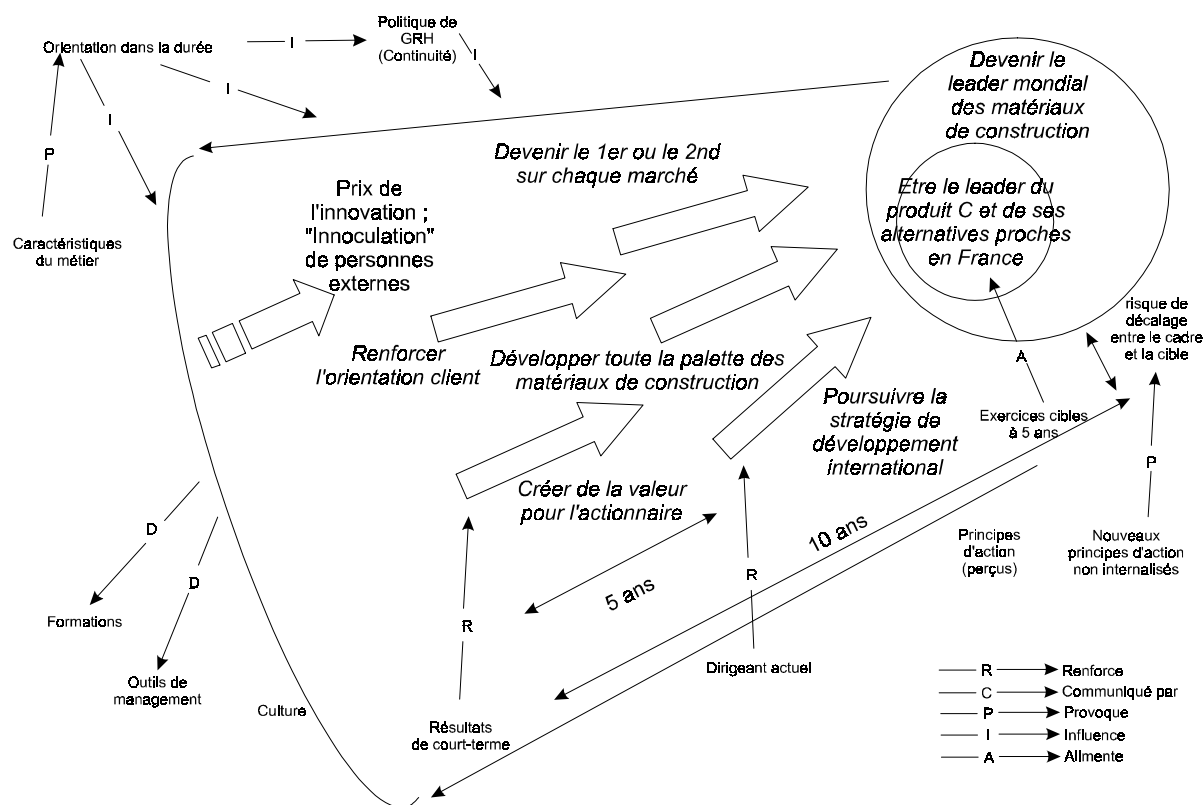 Orientation dans la durée
I
Politique de
GRH
(Continuité)
I
I
I
P
Caractéristiques
du métier
Devenir le
leader mondial
des matériaux
de construction
Etre le leader du
produit C et de ses
alternatives proches
en France
Devenir le 1er ou le 2nd
sur chaque marché
Prix de
l'innovation ;
"Innoculation"
de personnes
externes
Renforcer
l'orientation client
Développer toute la palette des
matériaux de construction
risque de
décalage
entre le cadre
et la cible
A
Exercices cibles
à 5 ans
Poursuivre la
stratégie de
développement
international
P
Créer de la valeur
pour l'actionnaire
D
D
Formations
Outils de
management
Culture
R
5 ans
R
10 ans
Principes
d'action
(perçus)
Nouveaux
principes d'action
non internalisés
Dirigeant actuel
Résultats
de court-terme
R Renforce
C Communiqué par
P Provoque
I Influence
A Alimente